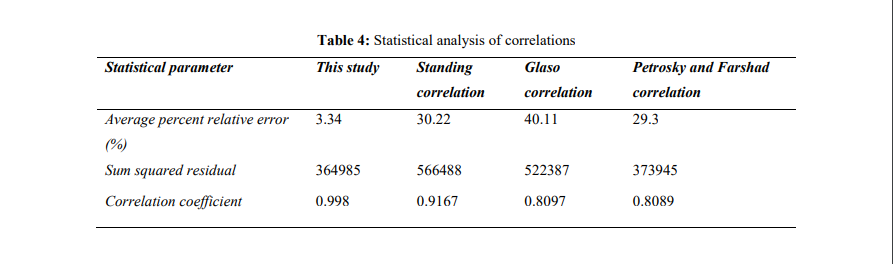 Table 4: Statistical analysis of correlations
Statistical parameter This study Standing Glaso Petrosky and Farshad
correlation correlation correlation
Average percent relative error 3.34 30.22 40.11 29.3
(%)
Sum squared residual 364985 566488 522387 373945
Correlation coefficient 0.998 0.9167 0.8097 0.8089